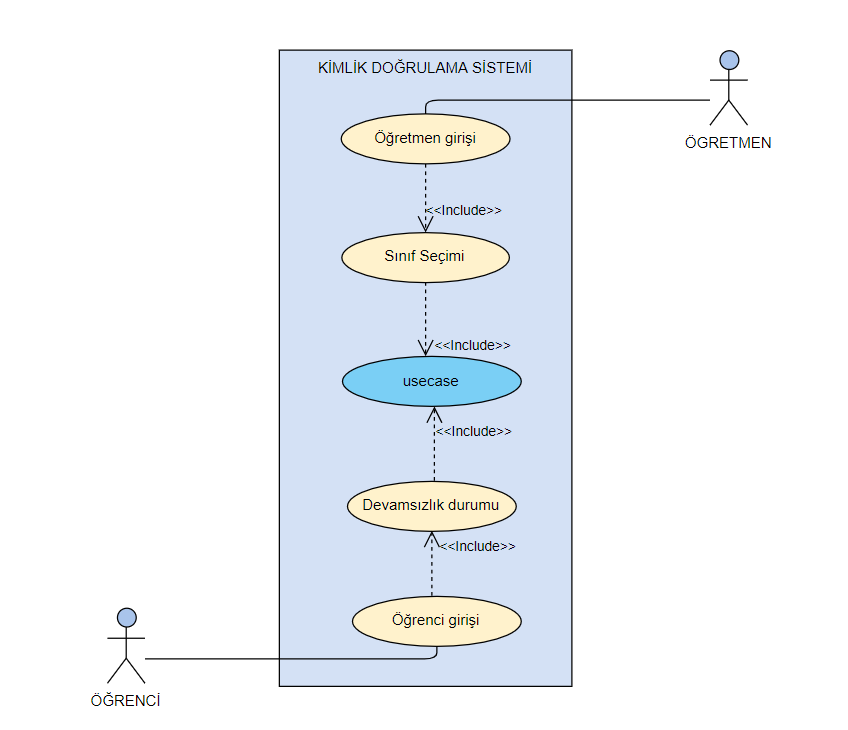 KİMLİK DOĞRULAMA SİSTEMİ
ÖGRETMEN
Öğretmen girişi
<<Include>>
Sınıf Seçimi
<<Include>>
usecase
<<Include>>
Devamsızlık durumu
<<Include>>
Öğrenci girişi
ÖĞRENCİ